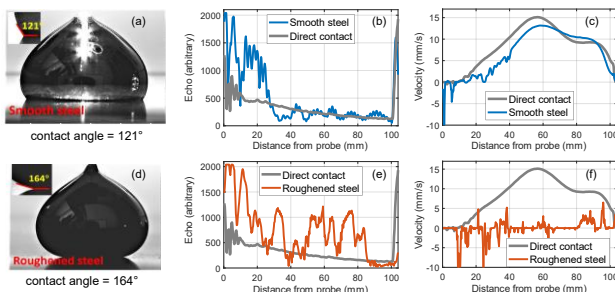 (a)
121°
Smooth steel
contact angle = 121°
(b)
Smooth steel
Direct contact
2000
1500
1000
500
0
0 20 40 60 80 100
Distance from probe (mm)
Echo (arbitrary)
(c)
Direct contact
Smooth steel
15
10
5
0
-5
-10
0 20 40 60 80 100
Distance from probe (mm)
Velocity (mm/s)
(d)
164°
Roughened steel
contact angle = 164°
(e)
Direct contact
Roughened steel
2000
1500
1000
500
0
0 20 40 60 80 100
Distance from probe (mm)
Echo (arbitrary)
(f)
Direct contact
Roughened steel
15
10
5
0
-5
-10
0 20 40 60 80 100
Distance from probe (mm)
Velocity (mm/s)